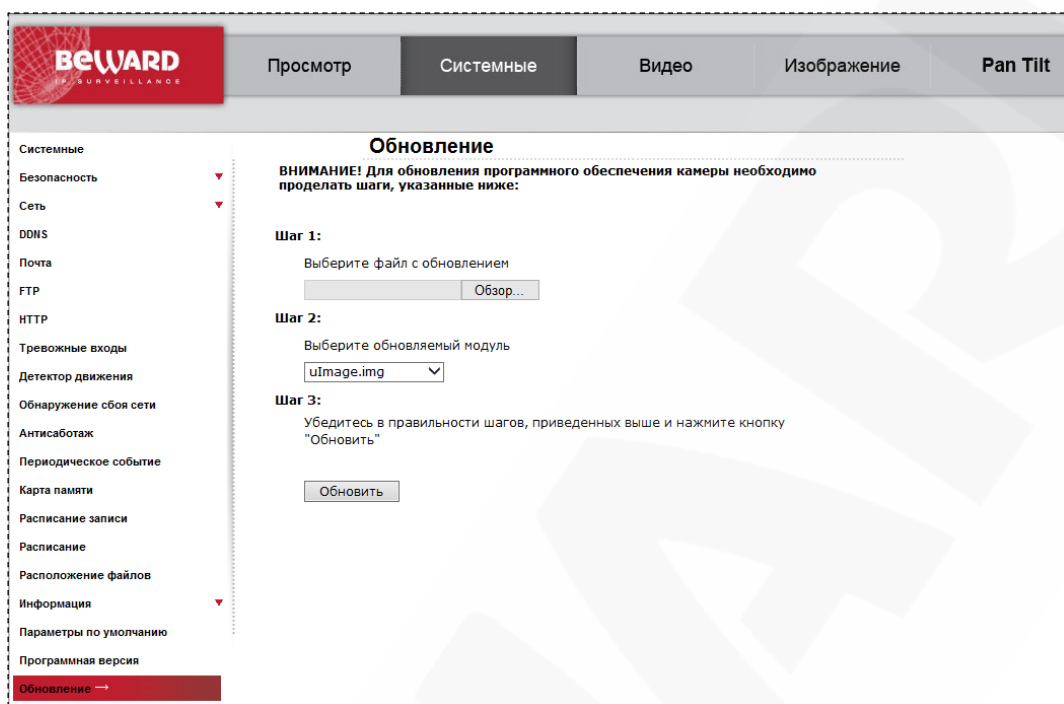 BEWARD
IP SURVEILLANCE
Просмотр
Системные
Видео
Изображение
Pan Tilt
Системные
Безопасность
Сеть
DDNS
Почта
FTP
HTTP
Тревожные входы
Детектор движения
Обнаружение сбоя сети
Антисаботаж
Периодическое событие
Карта памяти
Расписание записи
Расписание
Расположение файлов
Информация
Параметры по умолчанию
Программная версия
Обновление →
Обновление
ВНИМАНИЕ! Для обновления программного обеспечения камеры необходимо
проделать шаги, указанные ниже:
Шаг 1:
Выберите файл с обновлением
Обзор...
Шаг 2:
Выберите обновляемый модуль
uImage.img
Шаг 3:
Убедитесь в правильности шагов, приведенных выше и нажмите кнопку
"Обновить"
Обновить